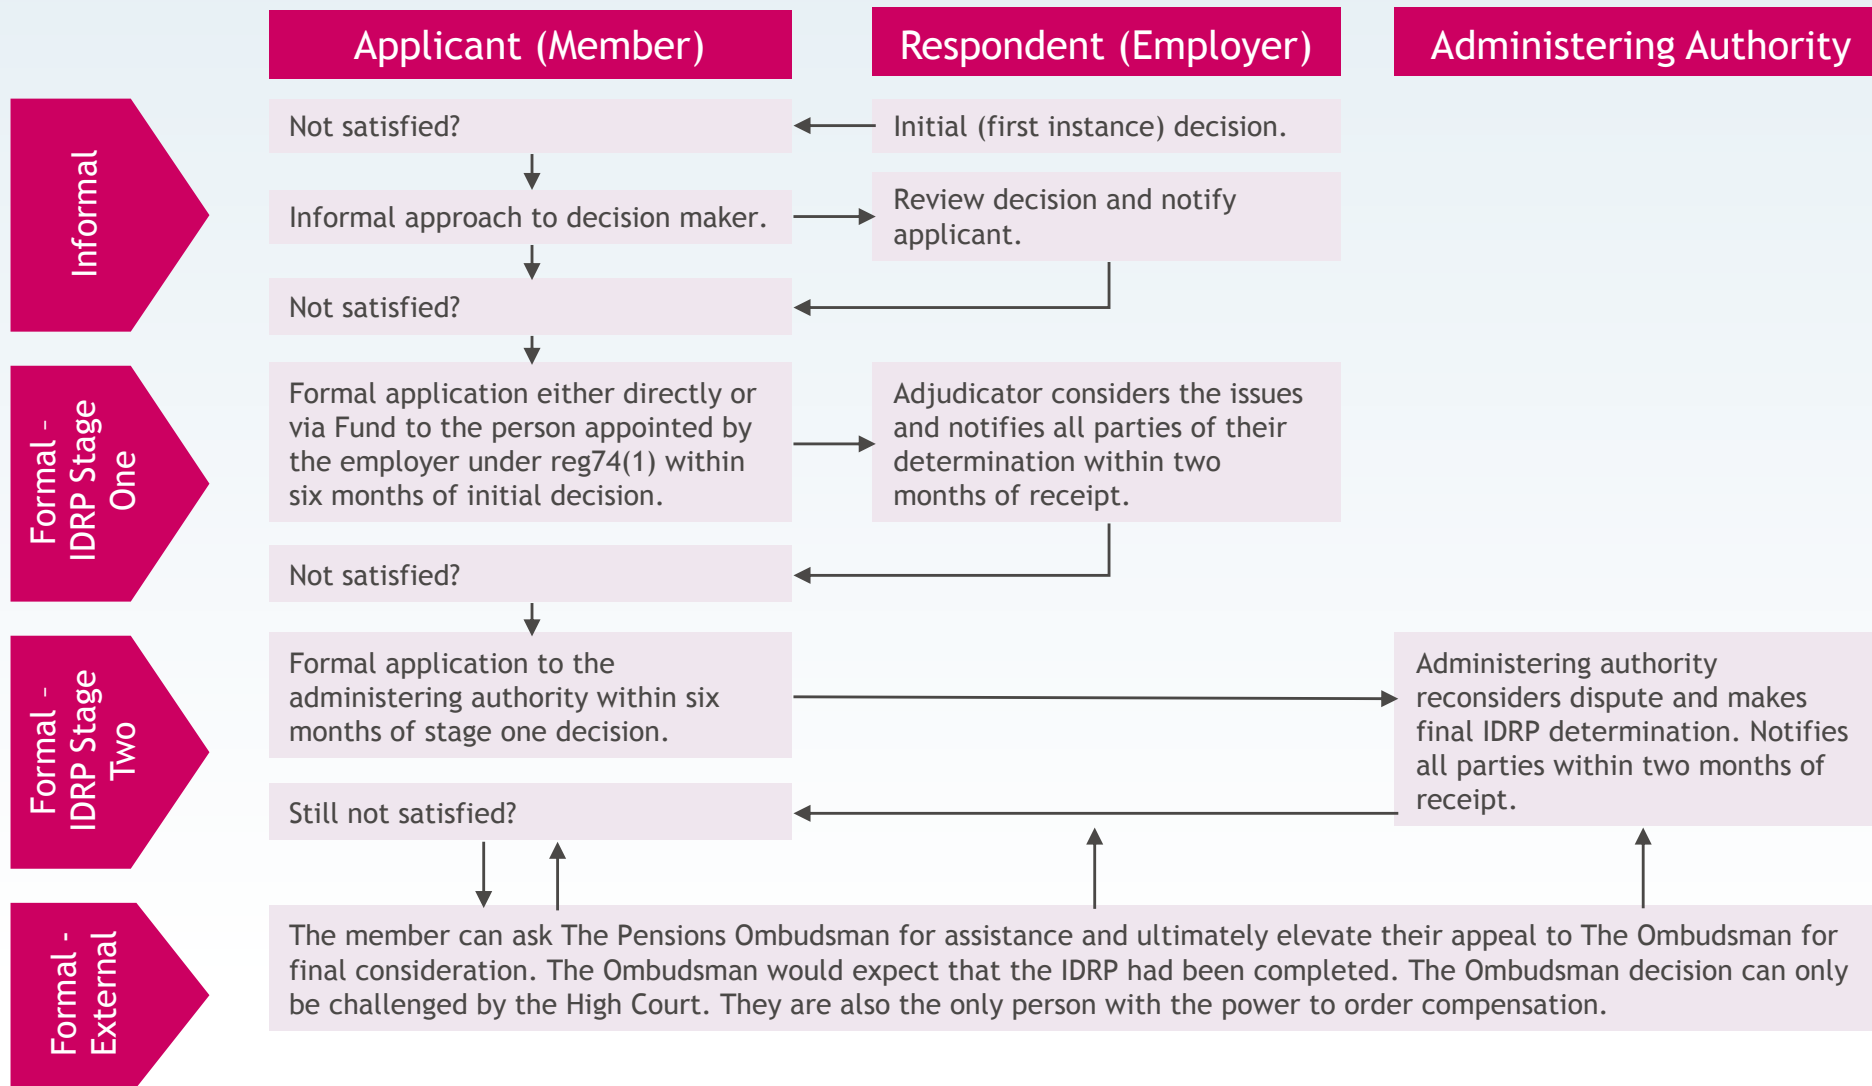 Applicant (Member)
Respondent (Employer)
Administering Authority
Informal
Not satisfied?
Initial (first instance) decision.
Informal approach to decision maker.
Review decision and notify
applicant.
Not satisfied?
Formal –
IDRP Stage
One
Formal application either directly or
via Fund to the person appointed by
the employer under reg74(1) within
six months of initial decision.
Adjudicator considers the issues
and notifies all parties of their
determination within two
months of receipt.
Not satisfied?
Formal –
IDRP Stage
Two
Formal application to the
administering authority within six
months of stage one decision.
Administering authority
reconsiders dispute and makes
final IDRP determination. Notifies
all parties within two months of
receipt.
Still not satisfied?
Formal -
External
The member can ask The Pensions Ombudsman for assistance and ultimately elevate their appeal to The Ombudsman for
final consideration. The Ombudsman would expect that the IDRP had been completed. The Ombudsman decision can only
be challenged by the High Court. They are also the only person with the power to order compensation.